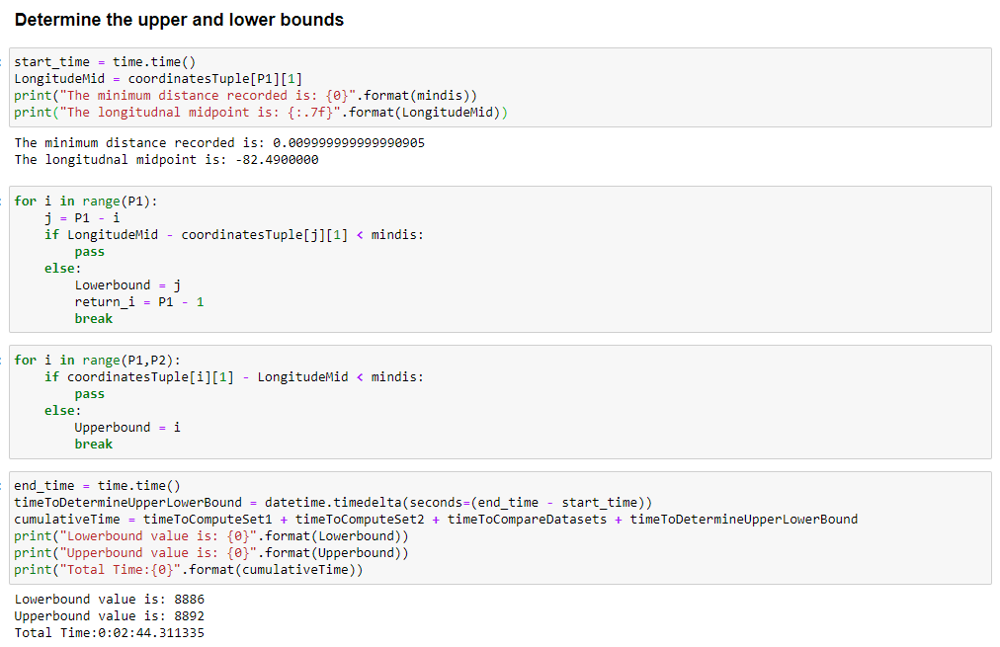 Determine the upper and lower bounds
start_time = time.time()
LongitudeMid = coordinatesTuple[P1][1]
print("The minimum distance recorded is: {0}".format(mindis))
print("The longitudnal midpoint is: {:.7f}".format(LongitudeMid))
The minimum distance recorded is: 0.009999999999990905
The longitudnal midpoint is: -82.4900000
for i in range(P1):
    j = P1 - i
    if LongitudeMid - coordinatesTuple[j][1] < mindis:
        pass
    else:
        Lowerbound = j
        return_i = P1 - 1
        break
for i in range(P1,P2):
    if coordinatesTuple[i][1] - LongitudeMid < mindis:
        pass
    else:
        Upperbound = i
        break
end_time = time.time()
timeToDetermineUpperLowerBound = datetime.timedelta(seconds=(end_time - start_time))
cumulativeTime = timeToComputeSet1 + timeToComputeSet2 + timeToCompareDatasets + timeToDetermineUpperLowerBound
print("Lowerbound value is: {0}".format(Lowerbound))
print("Upperbound value is: {0}".format(Upperbound))
print("Total Time:{0}".format(cumulativeTime))
Lowerbound value is: 8886
Upperbound value is: 8892
Total Time:0:02:44.311335